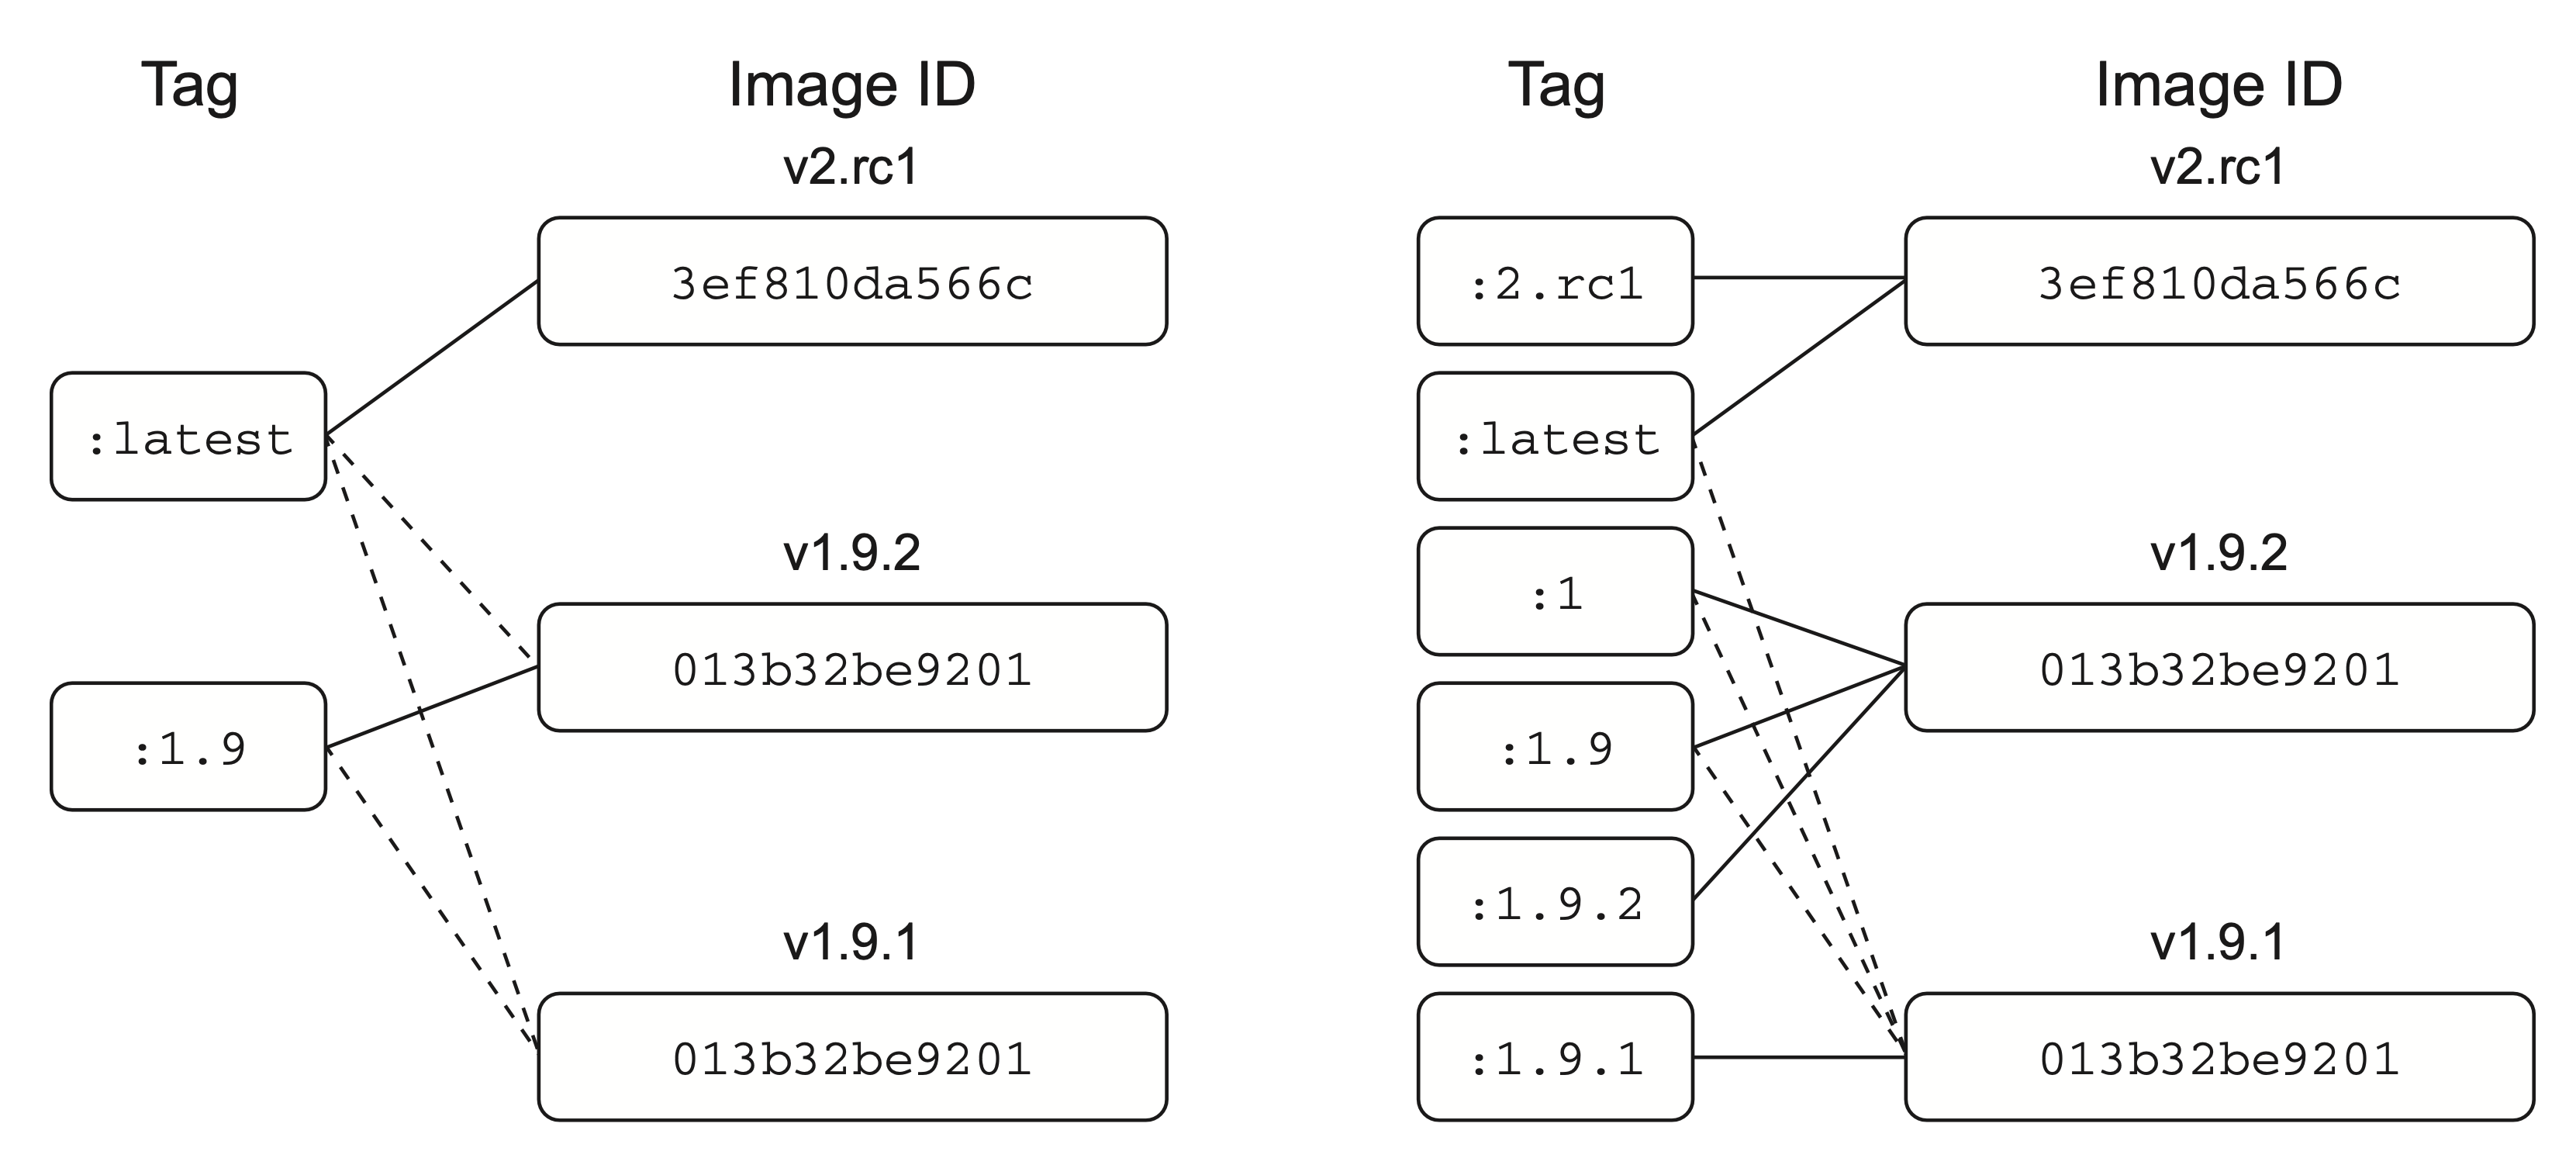 Tag
Image ID
v2.rc1
3ef810da566c
:latest
v1.9.2
013b32be9201
:1.9
v1.9.1
013b32be9201
Tag
Image ID
v2.rc1
:2.rc1
3ef810da566c
:latest
:1
v1.9.2
013b32be9201
:1.9
:1.9.2
v1.9.1
:1.9.1
013b32be9201